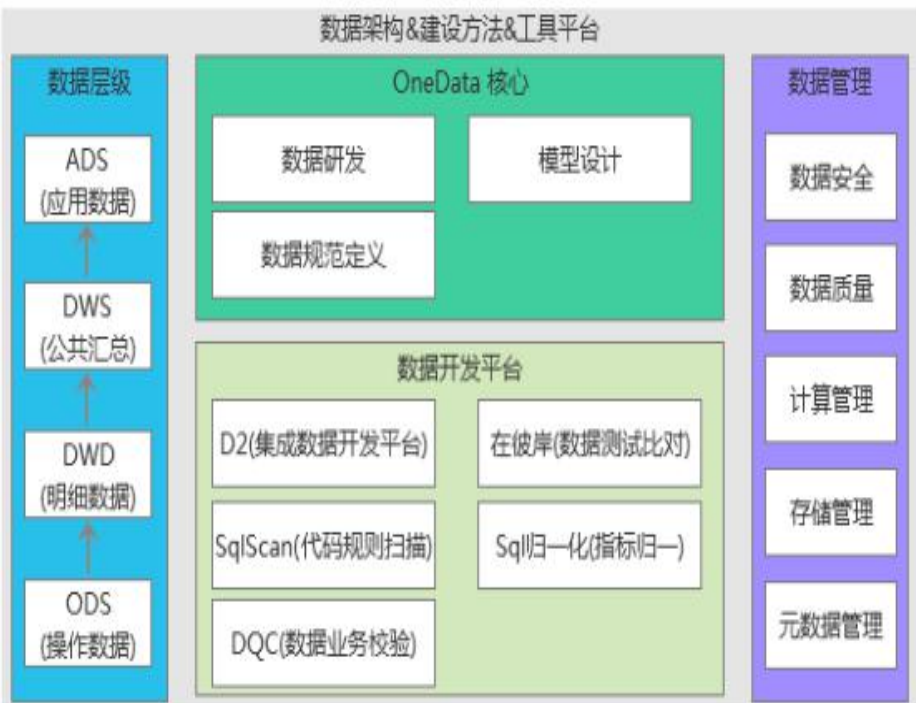 数据架构&建设方法&工具平台
数据层级
ADS
(应用数据)
DWS
(公共汇总)
DWD
(明细数据)
ODS
(操作数据)
OneData 核心
数据研发
模型设计
数据规范定义
数据开发平台
D2(集成数据开发平台)
在彼岸(数据测试比对)
SqlScan(代码规则扫描)
Sql归一化(指标归一)
DQC(数据业务校验)
数据管理
数据安全
数据质量
计算管理
存储管理
元数据管理